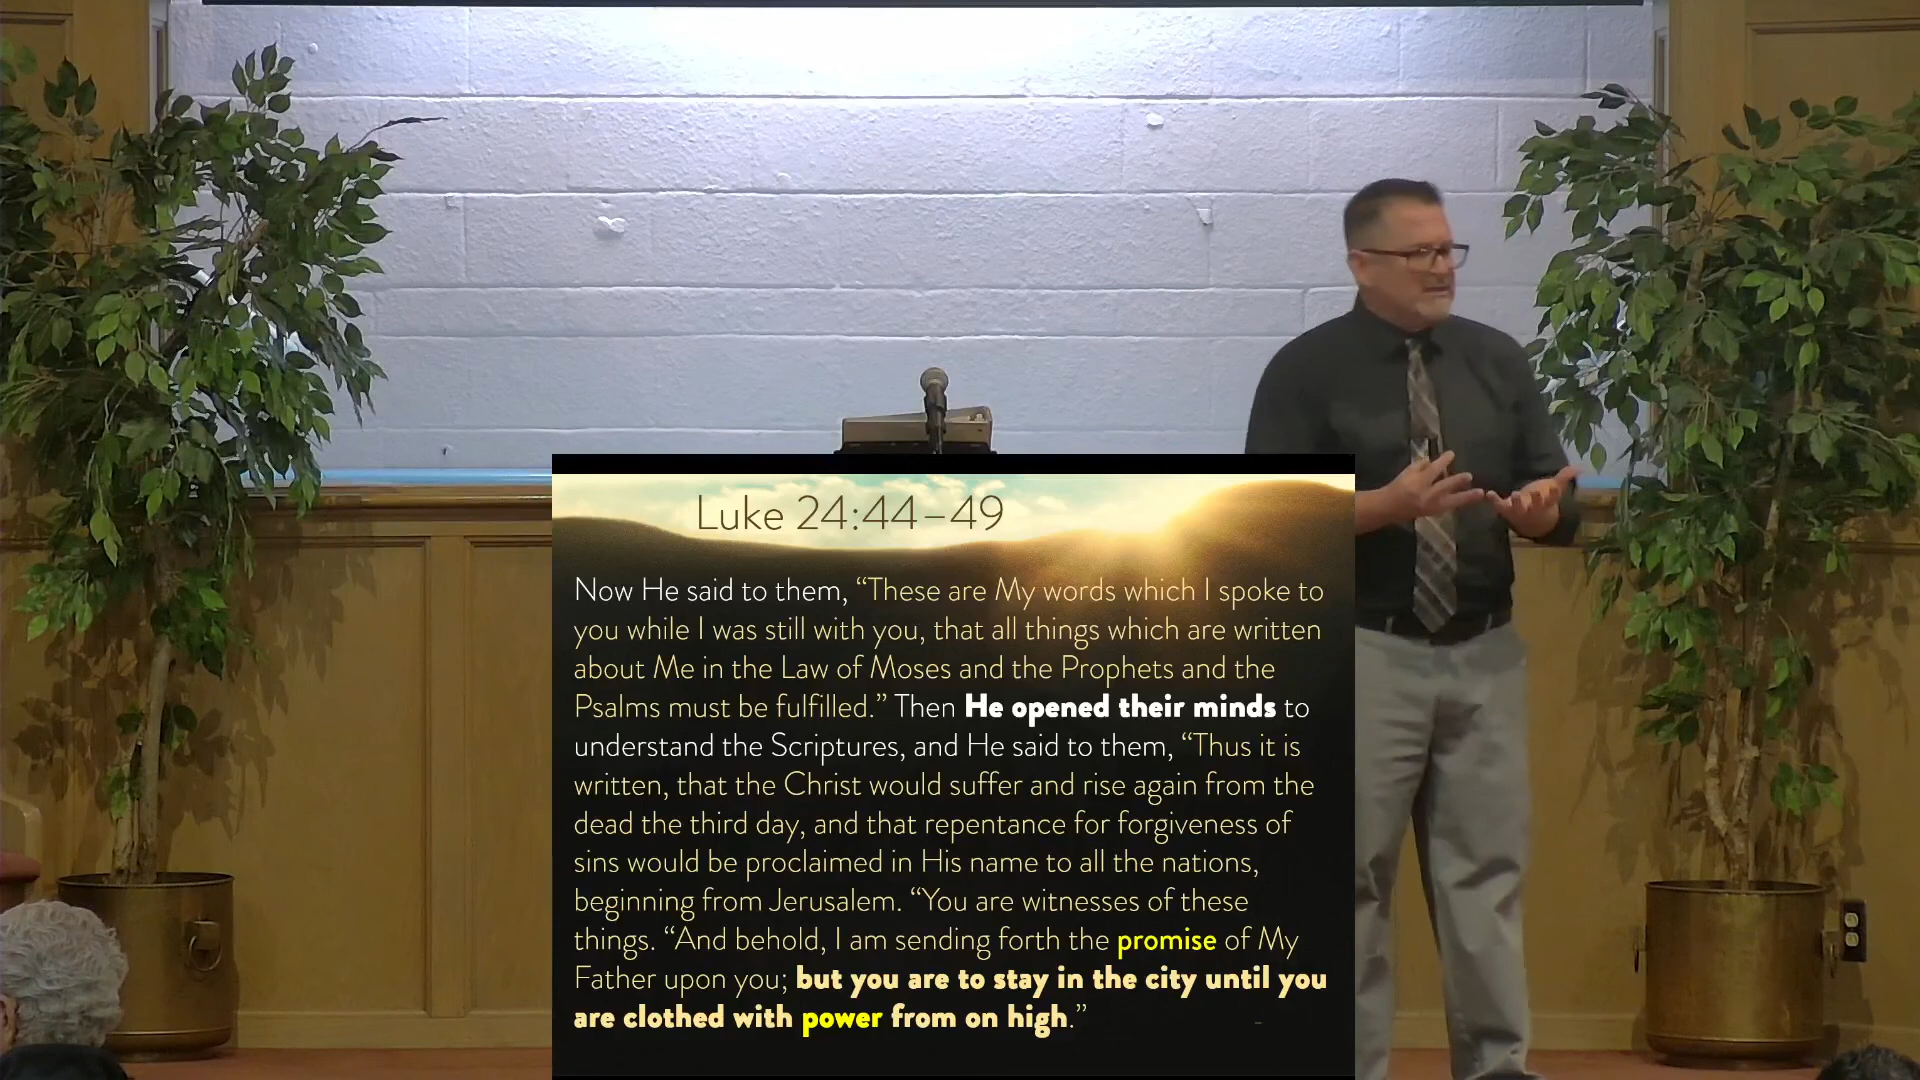 Luke 24:44–49
Now He said to them, “These are My words which I spoke to
you while I was still with you, that all things which are written
about Me in the Law of Moses and the Prophets and the
Psalms must be fulfilled.” Then He opened their minds to
understand the Scriptures, and He said to them, “Thus it is
written, that the Christ would suffer and rise again from the
dead the third day, and that repentance for forgiveness of
sins would be proclaimed in His name to all the nations,
beginning from Jerusalem. “You are witnesses of these
things. “And behold, I am sending forth the promise of My
Father upon you; but you are to stay in the city until you
are clothed with power from on high.”